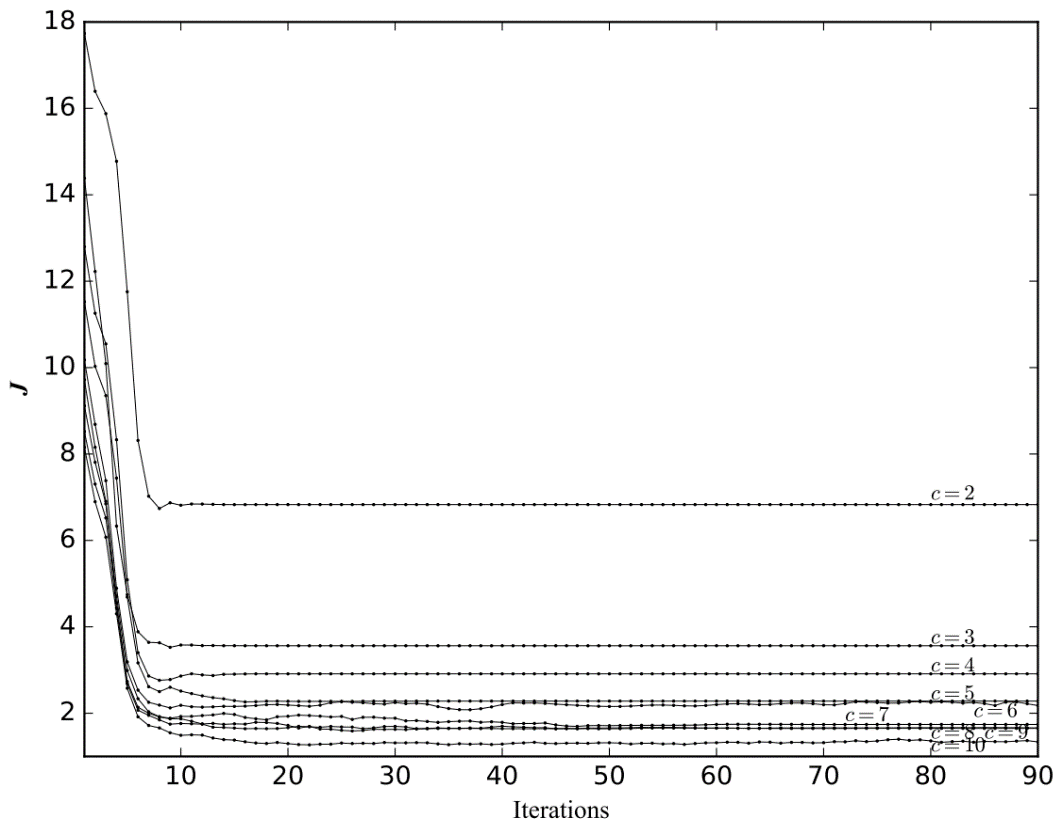 18
16
14
12
10
8
6
4
2
J
c = 2
c = 3
c = 4
c = 5
c = 6
c = 7
c = 8 c = 9
c = 10
10 20 30 40 50 60 70 80 90
Iterations